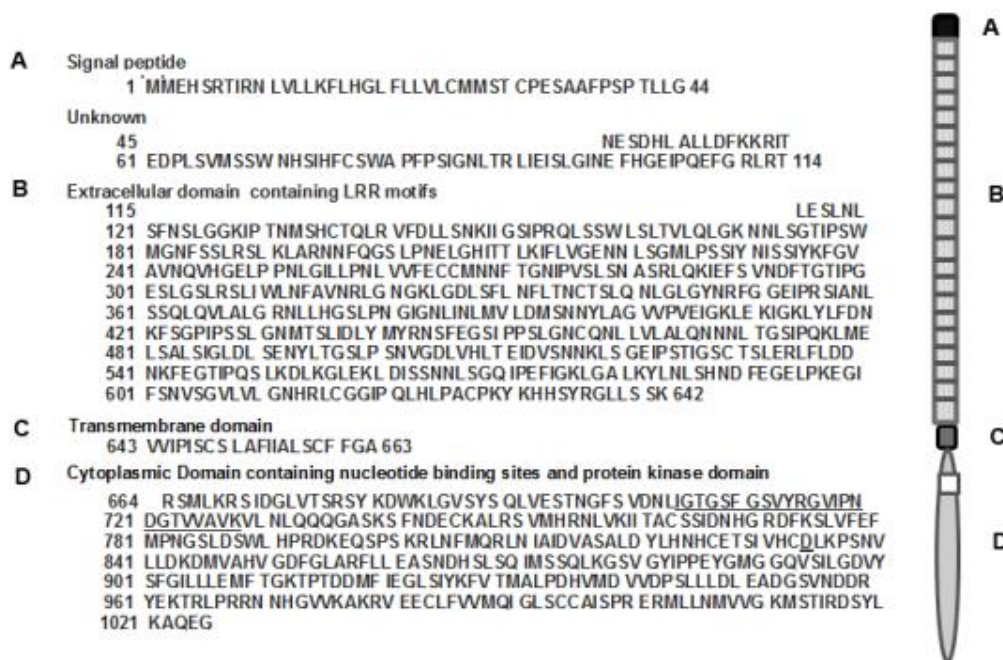 A Signal peptide
1 MMEHSRTIRN LVLLKFLHGL FLLVLCMMST CPESAAFPSP TLLG 44
Unknown
45 NESDHL ALLDFKKRIT
61 EDPLSVMSSW NHSIHFCSWA PFPSIGNLTR LIEISLGINE FHGEIPQEFG RLRT 114
B Extracellular domain containing LRR motifs
115 LESLNL
121 SFNSLGGKIP TNMSHCTQLR VFDLLSNKII GSIPRQLSSW LSLTVLQLGK NNLSGTIPSW
181 MGNFSSLRSL KLARNNFQGS LPNELGHITT LKIFLVGENN LSGMLPSSIY NISSIYKFGV
241 AVNQVHGELP PNLGILLPNL VVFECCMNNF TGNIPVSLSN ASRLQKIEFS VNDFTGTIPG
301 ESLGSLRSLI WLNFAVNRLG NGKLGDLSFL NFLTNCTSLQ NLGLGYNRFG GEIPRSIANL
361 SSQLQVLALG RNLLHGSLPN GIGNLINLMV LDMSNNYLAG VVPVEIGKLE KIGKLYLFDN
421 KFSGPIPSSL GNMTSLIDLY MYRNSFEGSI PPSLGNCQNL LVLALQNNNL TGSIPQKLME
481 LSALSIGLDL SENYLTGSLP SNVGDLVHLT EIDVSNNKLS GEIPSTIGSC TSLERLFLDD
541 NKFEGTIPQS LKDLKGLEKL DISSNNLSGQ IPEFIGKLGA LKYLNLSHND FEGELPKEGI
601 FSNVSGVLVL GNHRLCGGIP QLHLPACPKY KHHSYRGLLS SK 642
C Transmembrane domain
643 VVIPISCS LAFIIALSCF FGA 663
D Cytoplasmic Domain containing nucleotide binding sites and protein kinase domain
664 RSMLKRSIDGLVTSRSY KDWKLGVSYS QLVESTNGFS VDNLIGTGSF GSVYRGVIPN
721 DGTVVAVKVL NLQQQGASKS FNDECKALRS VMHRNLVKII TACSSIDNHG RDFKSLVFEF
781 MPNGSLDSWL HPRDKEQSPS KRLNFMQRLN IAIDVASALD YLHNHCETSI VHCDLKPSNV
841 LLDKDMVAHV GDFGLARFLL EASNDHSLSQ IMSSQLKGSV GYIPPEYGMG GQVSILGDVY
901 SFGILLLEMF TGKTPTDDMF IEGLSIYKFV TMALPDHVMD VVDPSLLLDL EADGSVNDDR
961 YEKTRLPRRN NHGVVKAKRV EECLFVVMQI GLSCCAISPR ERMLLNMVVG KMSTIRDSYL
1021 KAQEG
A
B
C
D